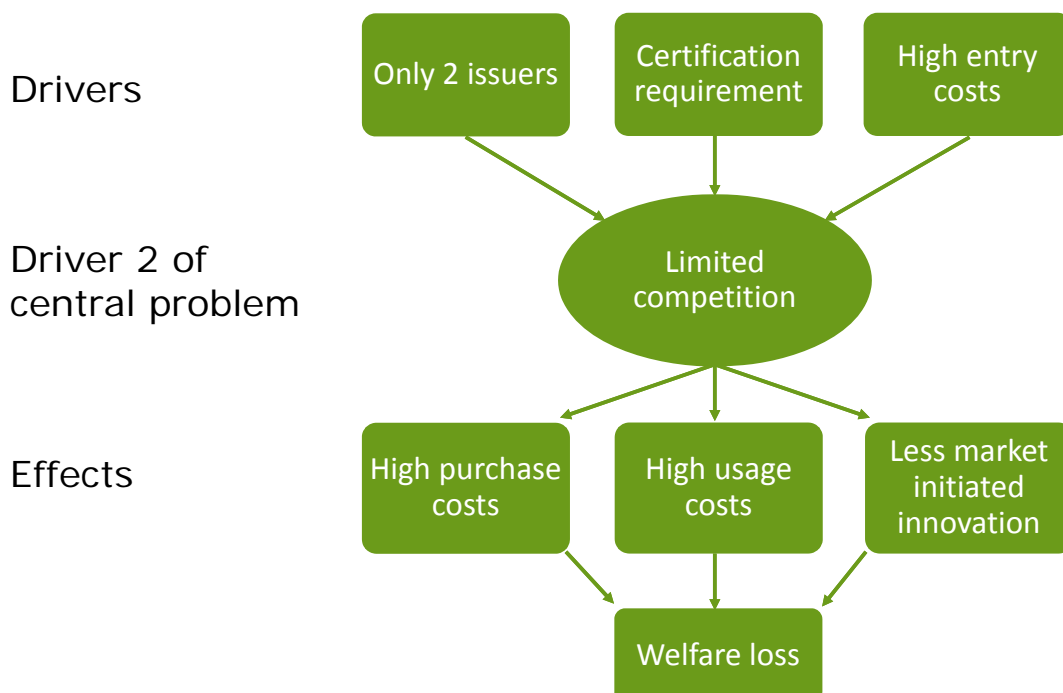 Drivers
Only 2 issuers
Certification
requirement
High entry
costs
Driver 2 of
central problem
Limited
competition
Effects
High purchase
costs
High usage
costs
Less market
initiated
innovation
Welfare loss